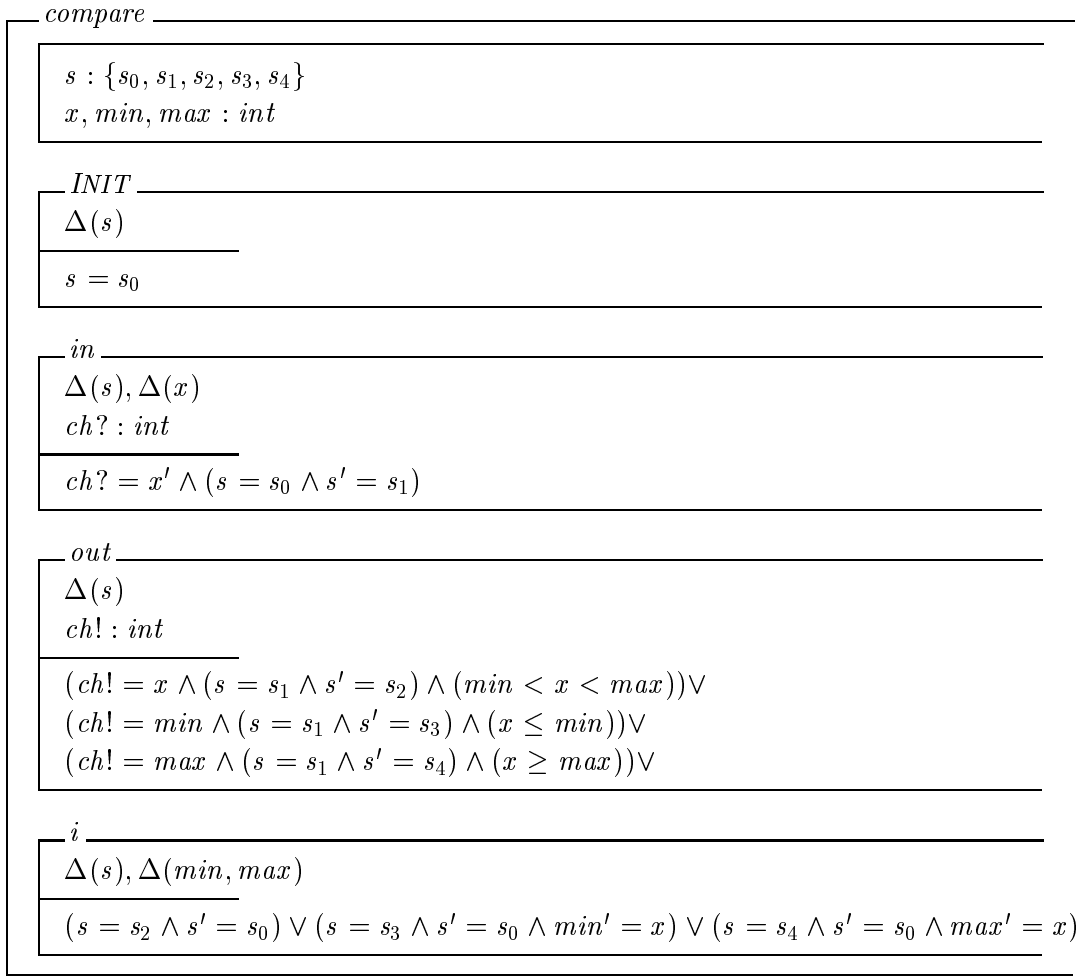 compare
s : {s₀, s₁, s₂, s₃, s₄}
x, min, max : int
INIT
Δ(s)
s = s₀
in
Δ(s), Δ(x)
ch? : int
ch? = x′ ∧ (s = s₀ ∧ s′ = s₁)
out
Δ(s)
ch! : int
(ch! = x ∧ (s = s₁ ∧ s′ = s₂) ∧ (min < x < max))∨
(ch! = min ∧ (s = s₁ ∧ s′ = s₃) ∧ (x ≤ min))∨
(ch! = max ∧ (s = s₁ ∧ s′ = s₄) ∧ (x ≥ max))∨
i
Δ(s), Δ(min, max)
(s = s₂ ∧ s′ = s₀) ∨ (s = s₃ ∧ s′ = s₀ ∧ min′ = x) ∨ (s = s₄ ∧ s′ = s₀ ∧ max′ = x)